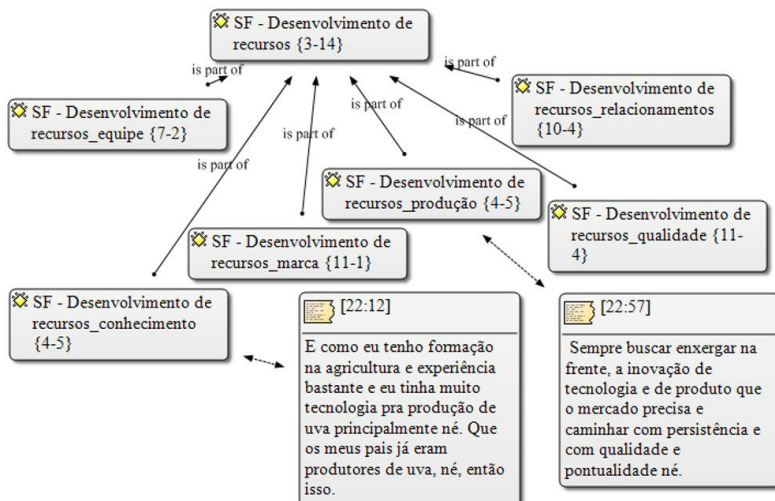 SF - Desenvolvimento de
recursos {3-14}
is part of
is part of
is part of
is part of
is part of
SF - Desenvolvimento de
recursos_equipe {7-2}
SF - Desenvolvimento de
recursos_relacionamentos
{10-4}
SF - Desenvolvimento de
recursos_produção {4-5}
SF - Desenvolvimento de
recursos_qualidade {11-
4}
SF - Desenvolvimento de
recursos_marca {11-1}
SF - Desenvolvimento de
recursos_conhecimento
{4-5}
[22:12]
E como eu tenho formação
na agricultura e experiência
bastante e eu tinha muito
tecnologia pra produção de
uva principalmente né. Que
os meus pais já eram
produtores de uva, né, então
isso.
[22:57]
Sempre buscar enxergar na
frente, a inovação de
tecnologia e de produto que
o mercado precisa e
caminhar com persistência e
com qualidade e
pontualidade né.